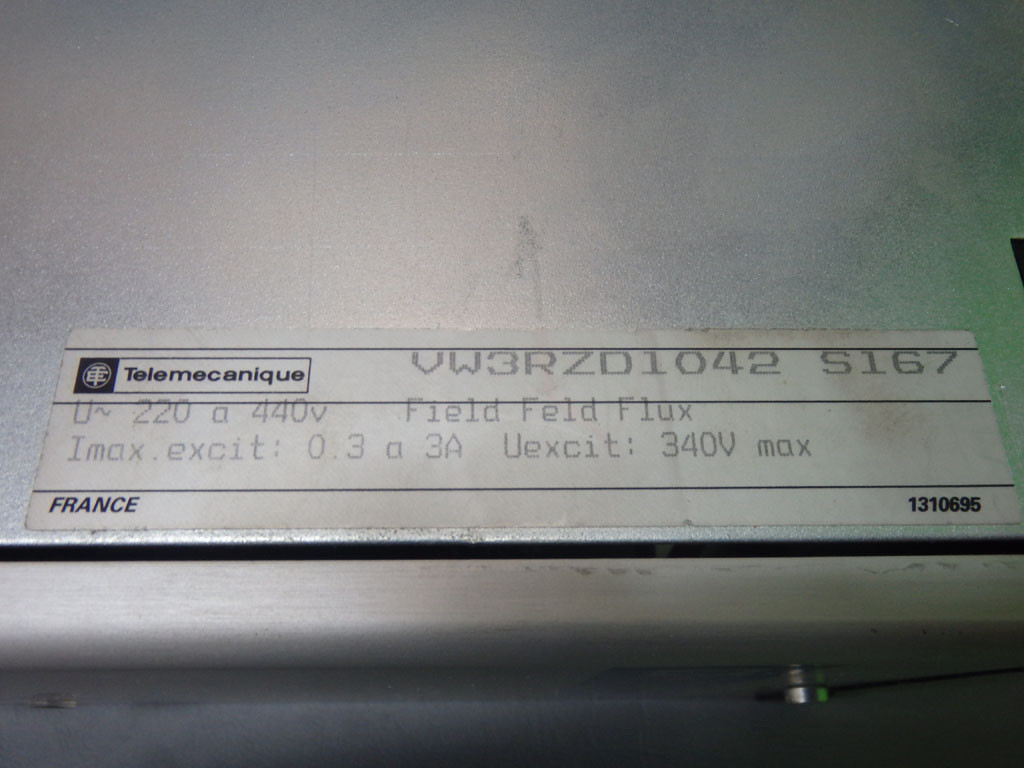 Telemecanique VW3RZD1042 S167
U~ 220 a 440v Field Feld Flux
Imax.excit: 0.3 a 3A Uexcit: 340V max
FRANCE 1310695